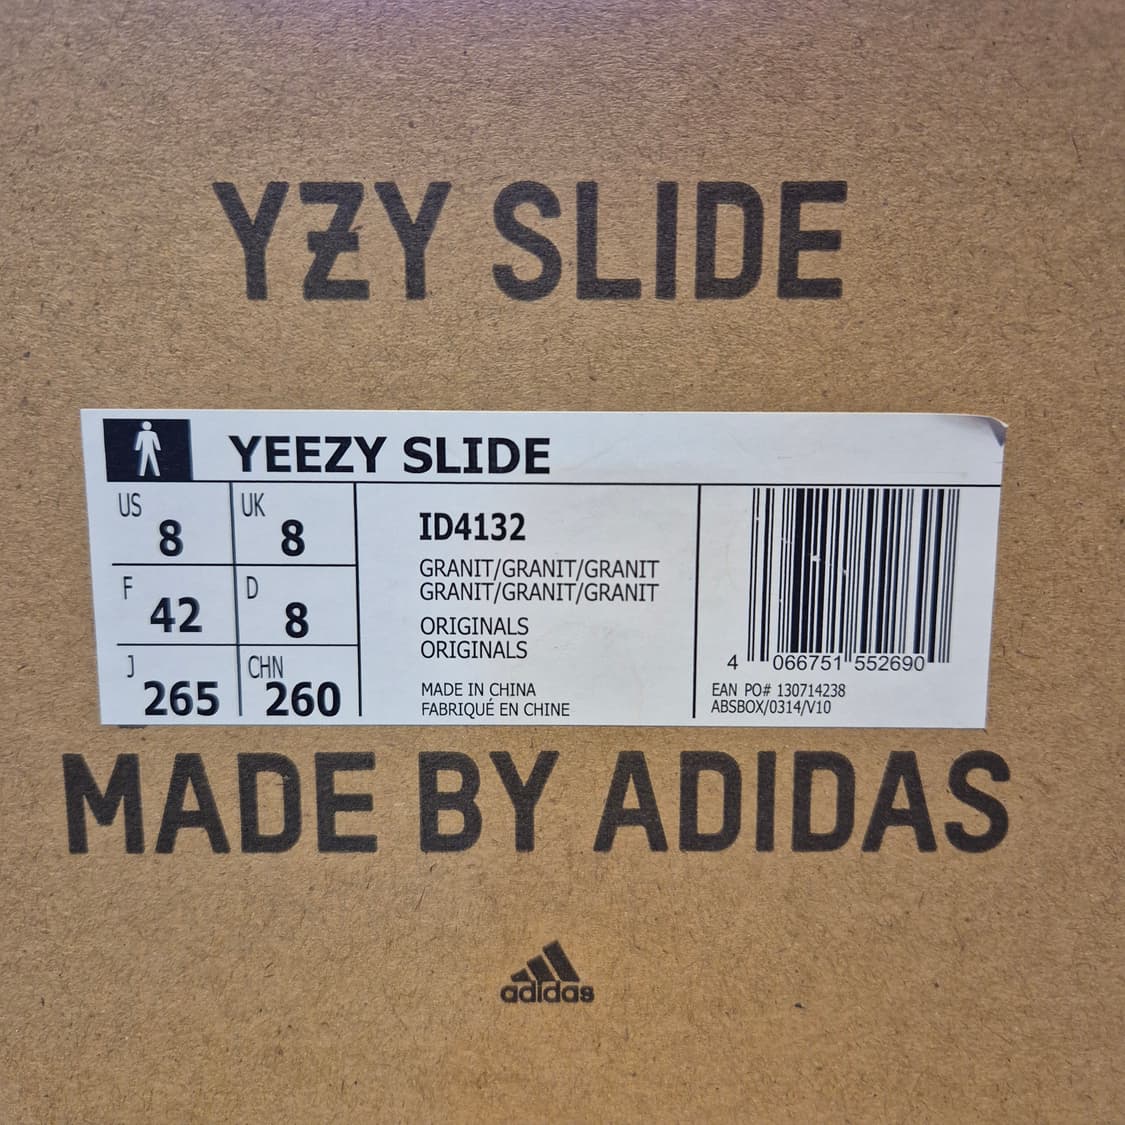 YZY SLIDE
YEEZY SLIDE
US 8 UK 8
F 42 D 8
J 265 CHN 260
ID4132
GRANIT/GRANIT/GRANIT
GRANIT/GRANIT/GRANIT
ORIGINALS
ORIGINALS
MADE IN CHINA
FABRIQUÉ EN CHINE
4 066751 552690
EAN PO# 130714238
ABSBOX/0314/V10
MADE BY ADIDAS
adidas